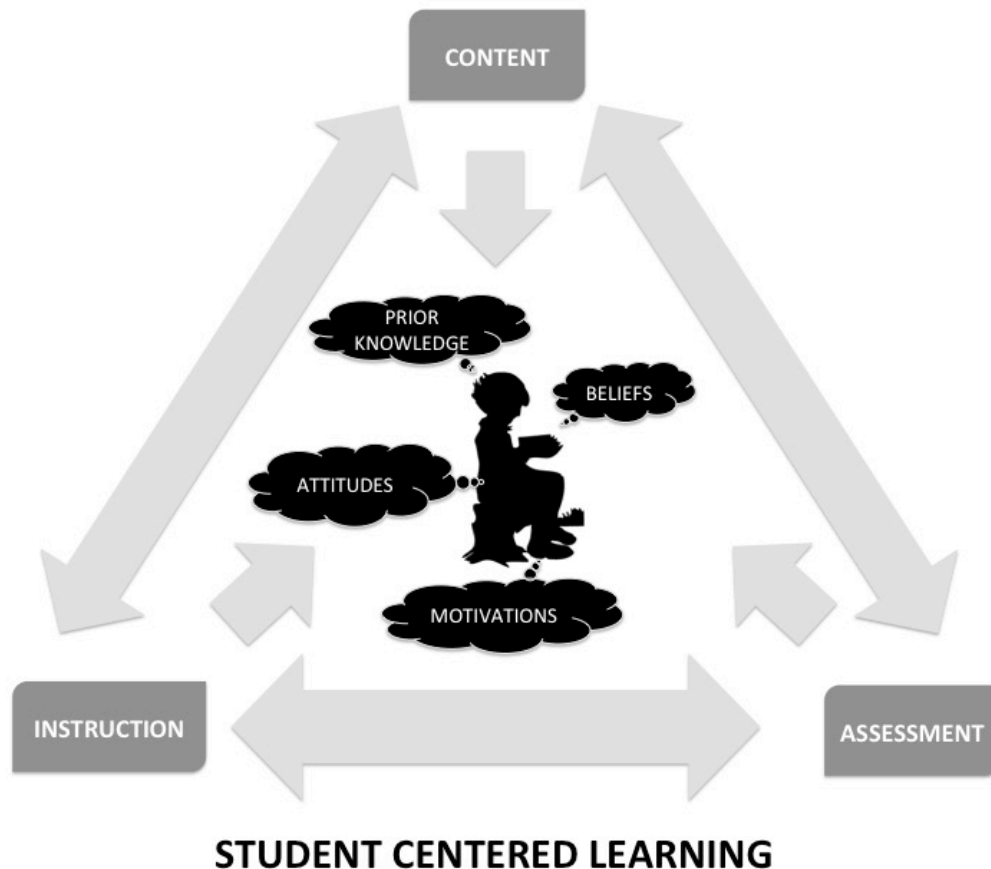 CONTENT
PRIOR
KNOWLEDGE
BELIEFS
ATTITUDES
MOTIVATIONS
INSTRUCTION
ASSESSMENT
STUDENT CENTERED LEARNING